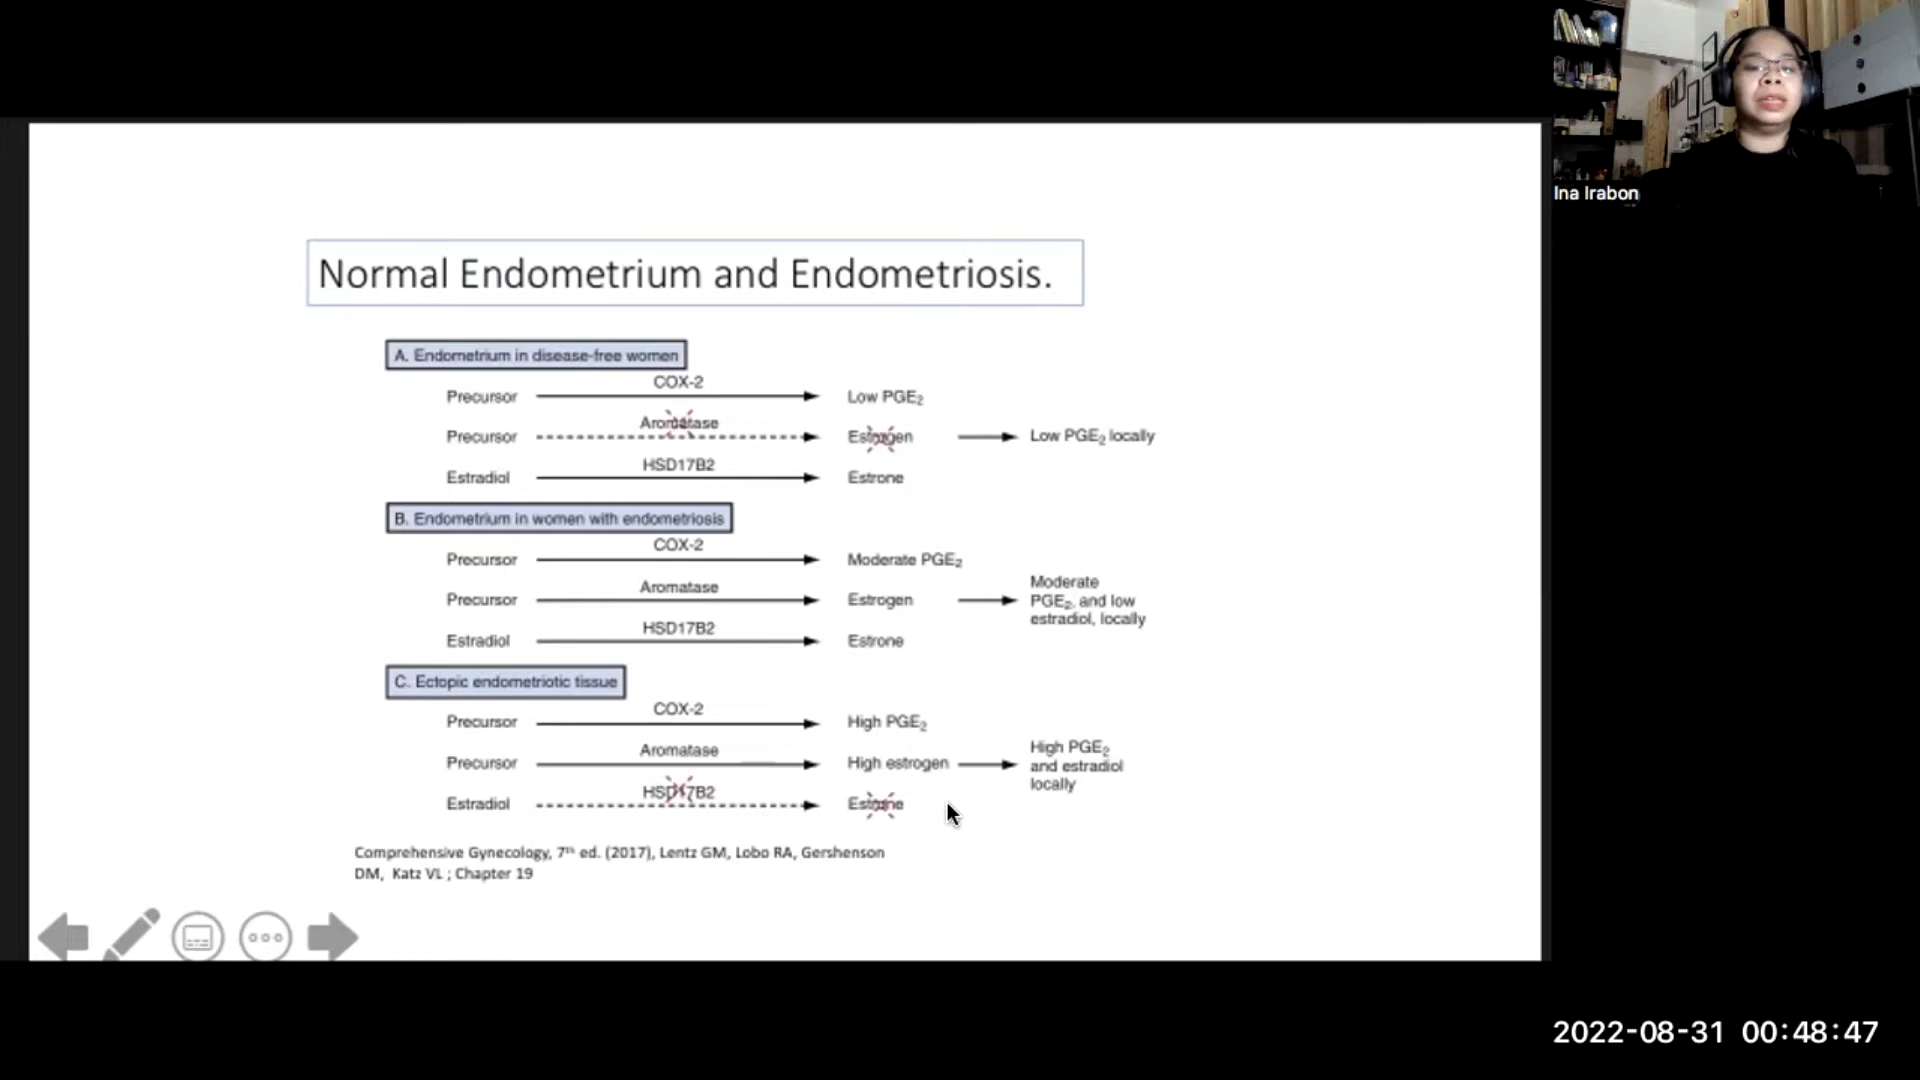 Normal Endometrium and Endometriosis.
A. Endometrium in disease-free women
COX-2
Precursor Low PGE₂
Aromatase
Precursor Estrogen Low PGE₂ locally
HSD17B2
Estradiol Estrone
B. Endometrium in women with endometriosis
COX-2
Precursor Moderate PGE₂
Aromatase
Precursor Estrogen
Moderate
PGE₂, and low
estradiol, locally
HSD17B2
Estradiol Estrone
C. Ectopic endometriotic tissue
COX-2
Precursor High PGE₂
Aromatase
Precursor High estrogen
High PGE₂
and estradiol
locally
HSD17B2
Estradiol Estrone
Comprehensive Gynecology, 7ᵗʰ ed. (2017), Lentz GM, Lobo RA, Gershenson
DM, Katz VL ; Chapter 19
Ina Irabon
2022-08-31 00:48:47